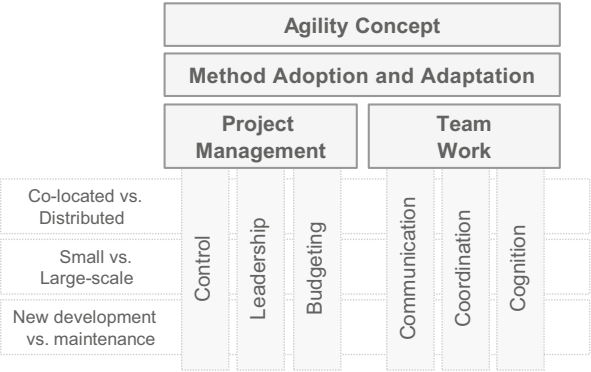 Agility Concept
Method Adoption and Adaptation
Project
Management
Team
Work
Co-located vs.
Distributed
Small vs.
Large-scale
New development
vs. maintenance
Control
Leadership
Budgeting
Communication
Coordination
Cognition